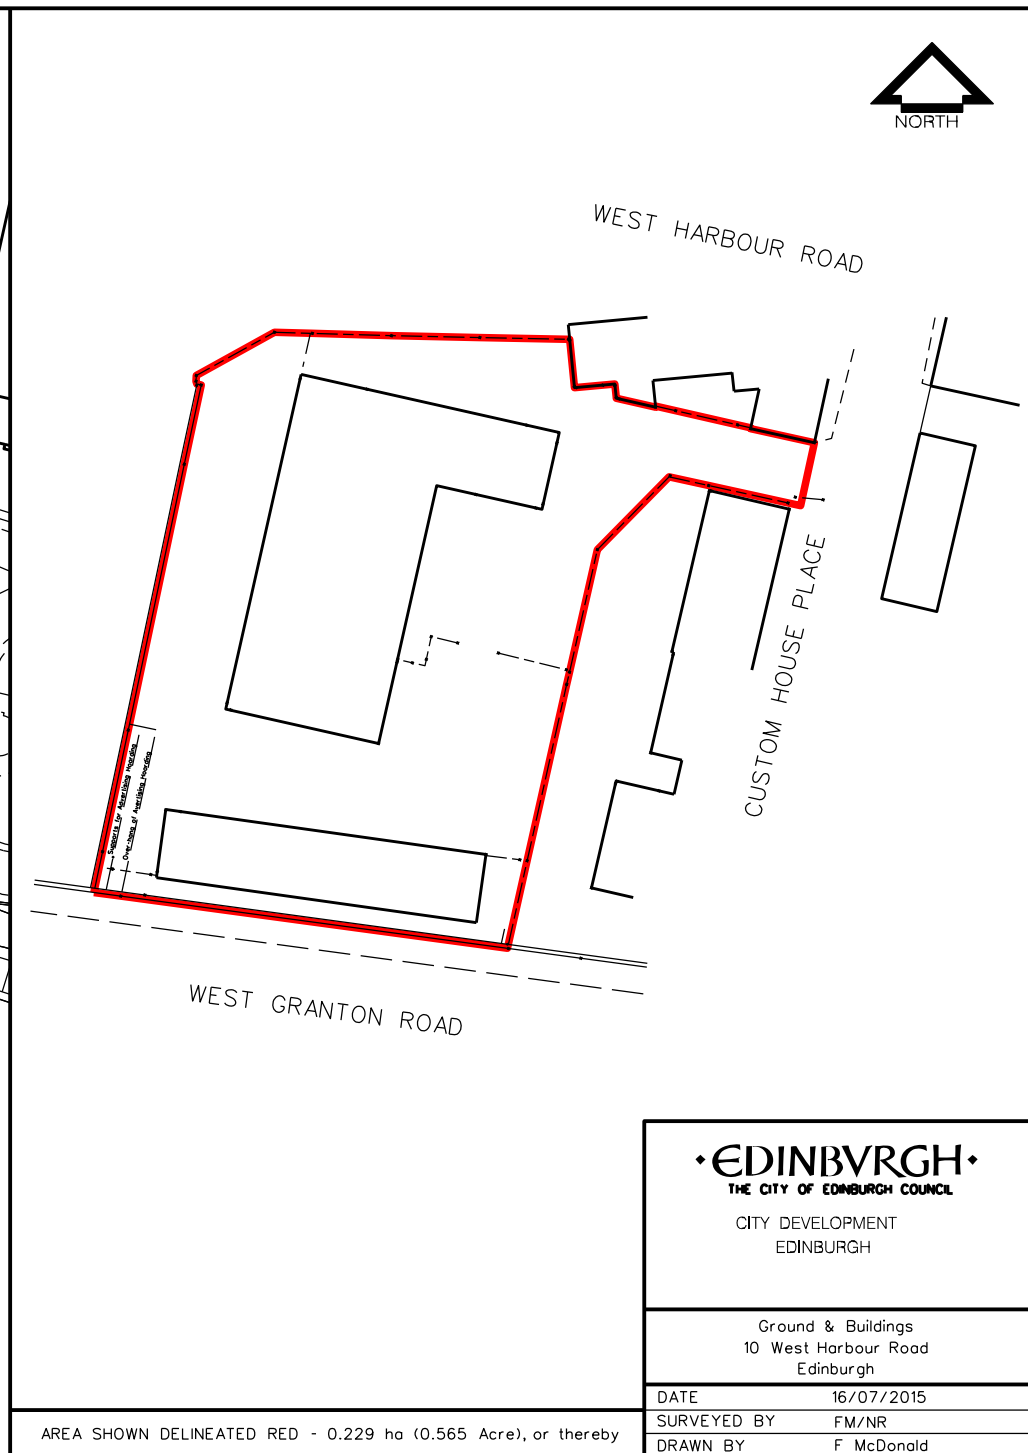 NORTH
WEST HARBOUR ROAD
CUSTOM HOUSE PLACE
Supports for Advertising Hoarding
Over-hang of Avertising Hoarding
WEST GRANTON ROAD
EDINBVRGH
THE CITY OF EDINBURGH COUNCIL
CITY DEVELOPMENT
EDINBURGH
Ground & Buildings
10 West Harbour Road
Edinburgh
DATE 16/07/2015
SURVEYED BY FM/NR
DRAWN BY F McDonald
AREA SHOWN DELINEATED RED - 0.229 ha (0.565 Acre), or thereby